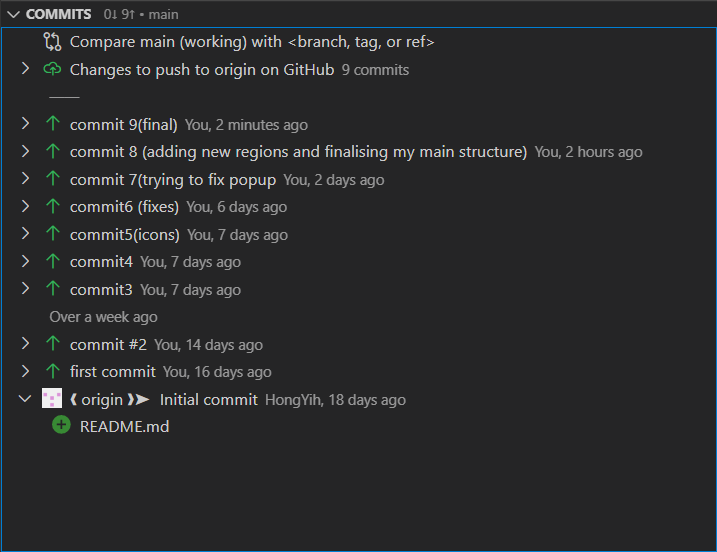 COMMITS 0↓ 9↑ • main
Compare main (working) with <branch, tag, or ref>
Changes to push to origin on GitHub 9 commits
commit 9(final) You, 2 minutes ago
commit 8 (adding new regions and finalising my main structure) You, 2 hours ago
commit 7(trying to fix popup You, 2 days ago
commit6 (fixes) You, 6 days ago
commit5(icons) You, 7 days ago
commit4 You, 7 days ago
commit3 You, 7 days ago
Over a week ago
commit #2 You, 14 days ago
first commit You, 16 days ago
❰ origin ❱➤ Initial commit HongYih, 18 days ago
README.md